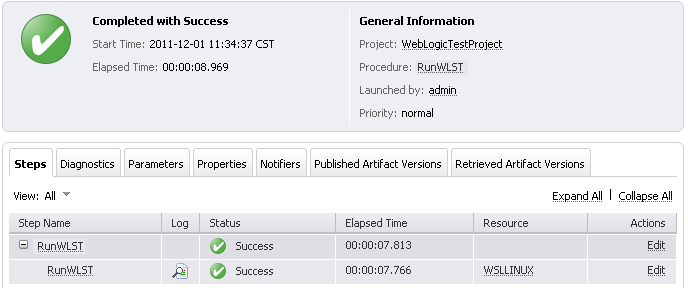 Completed with Success
Start Time: 2011-12-01 11:34:37 CST
Elapsed Time: 00:00:08.969
General Information
Project: WebLogicTestProject
Procedure: RunWLST
Launched by: admin
Priority: normal
Steps Diagnostics Parameters Properties Notifiers Published Artifact Versions Retrieved Artifact Versions
View: All Expand All | Collapse All
Step Name Log Status Elapsed Time Resource Actions
RunWLST Success 00:00:07.813 Edit
RunWLST Success 00:00:07.766 WSLLINUX Edit